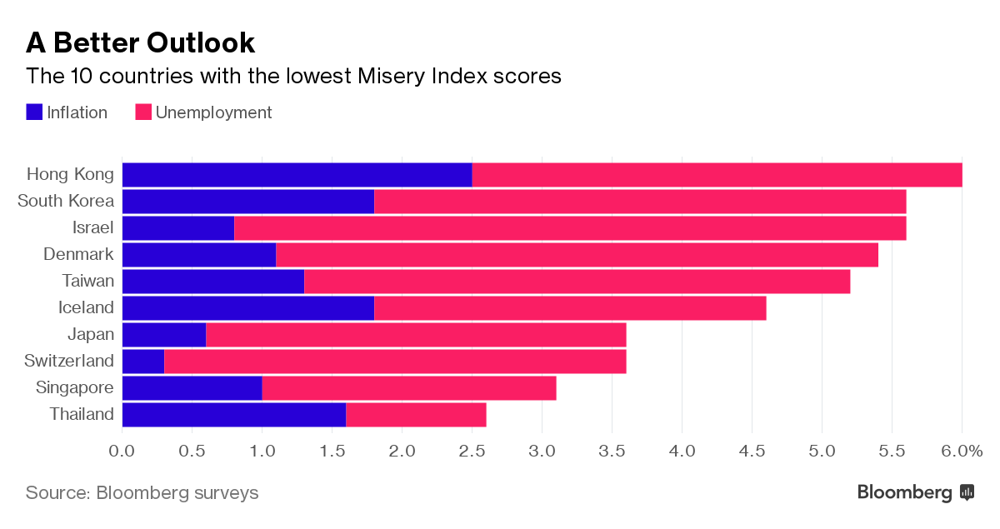 A Better Outlook
The 10 countries with the lowest Misery Index scores
Inflation Unemployment
Hong Kong
South Korea
Israel
Denmark
Taiwan
Iceland
Japan
Switzerland
Singapore
Thailand
0.0 0.5 1.0 1.5 2.0 2.5 3.0 3.5 4.0 4.5 5.0 5.5 6.0%
Source: Bloomberg surveys
Bloomberg